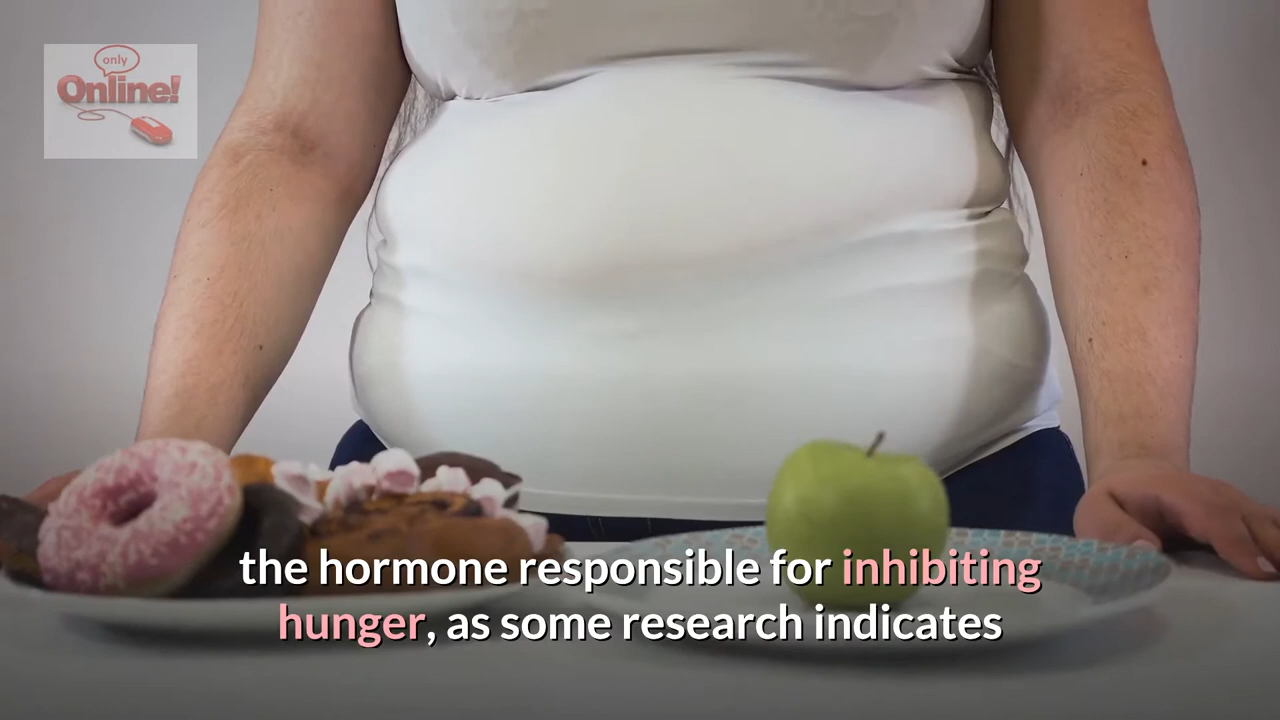 only
Online!
the hormone responsible for inhibiting
hunger, as some research indicates